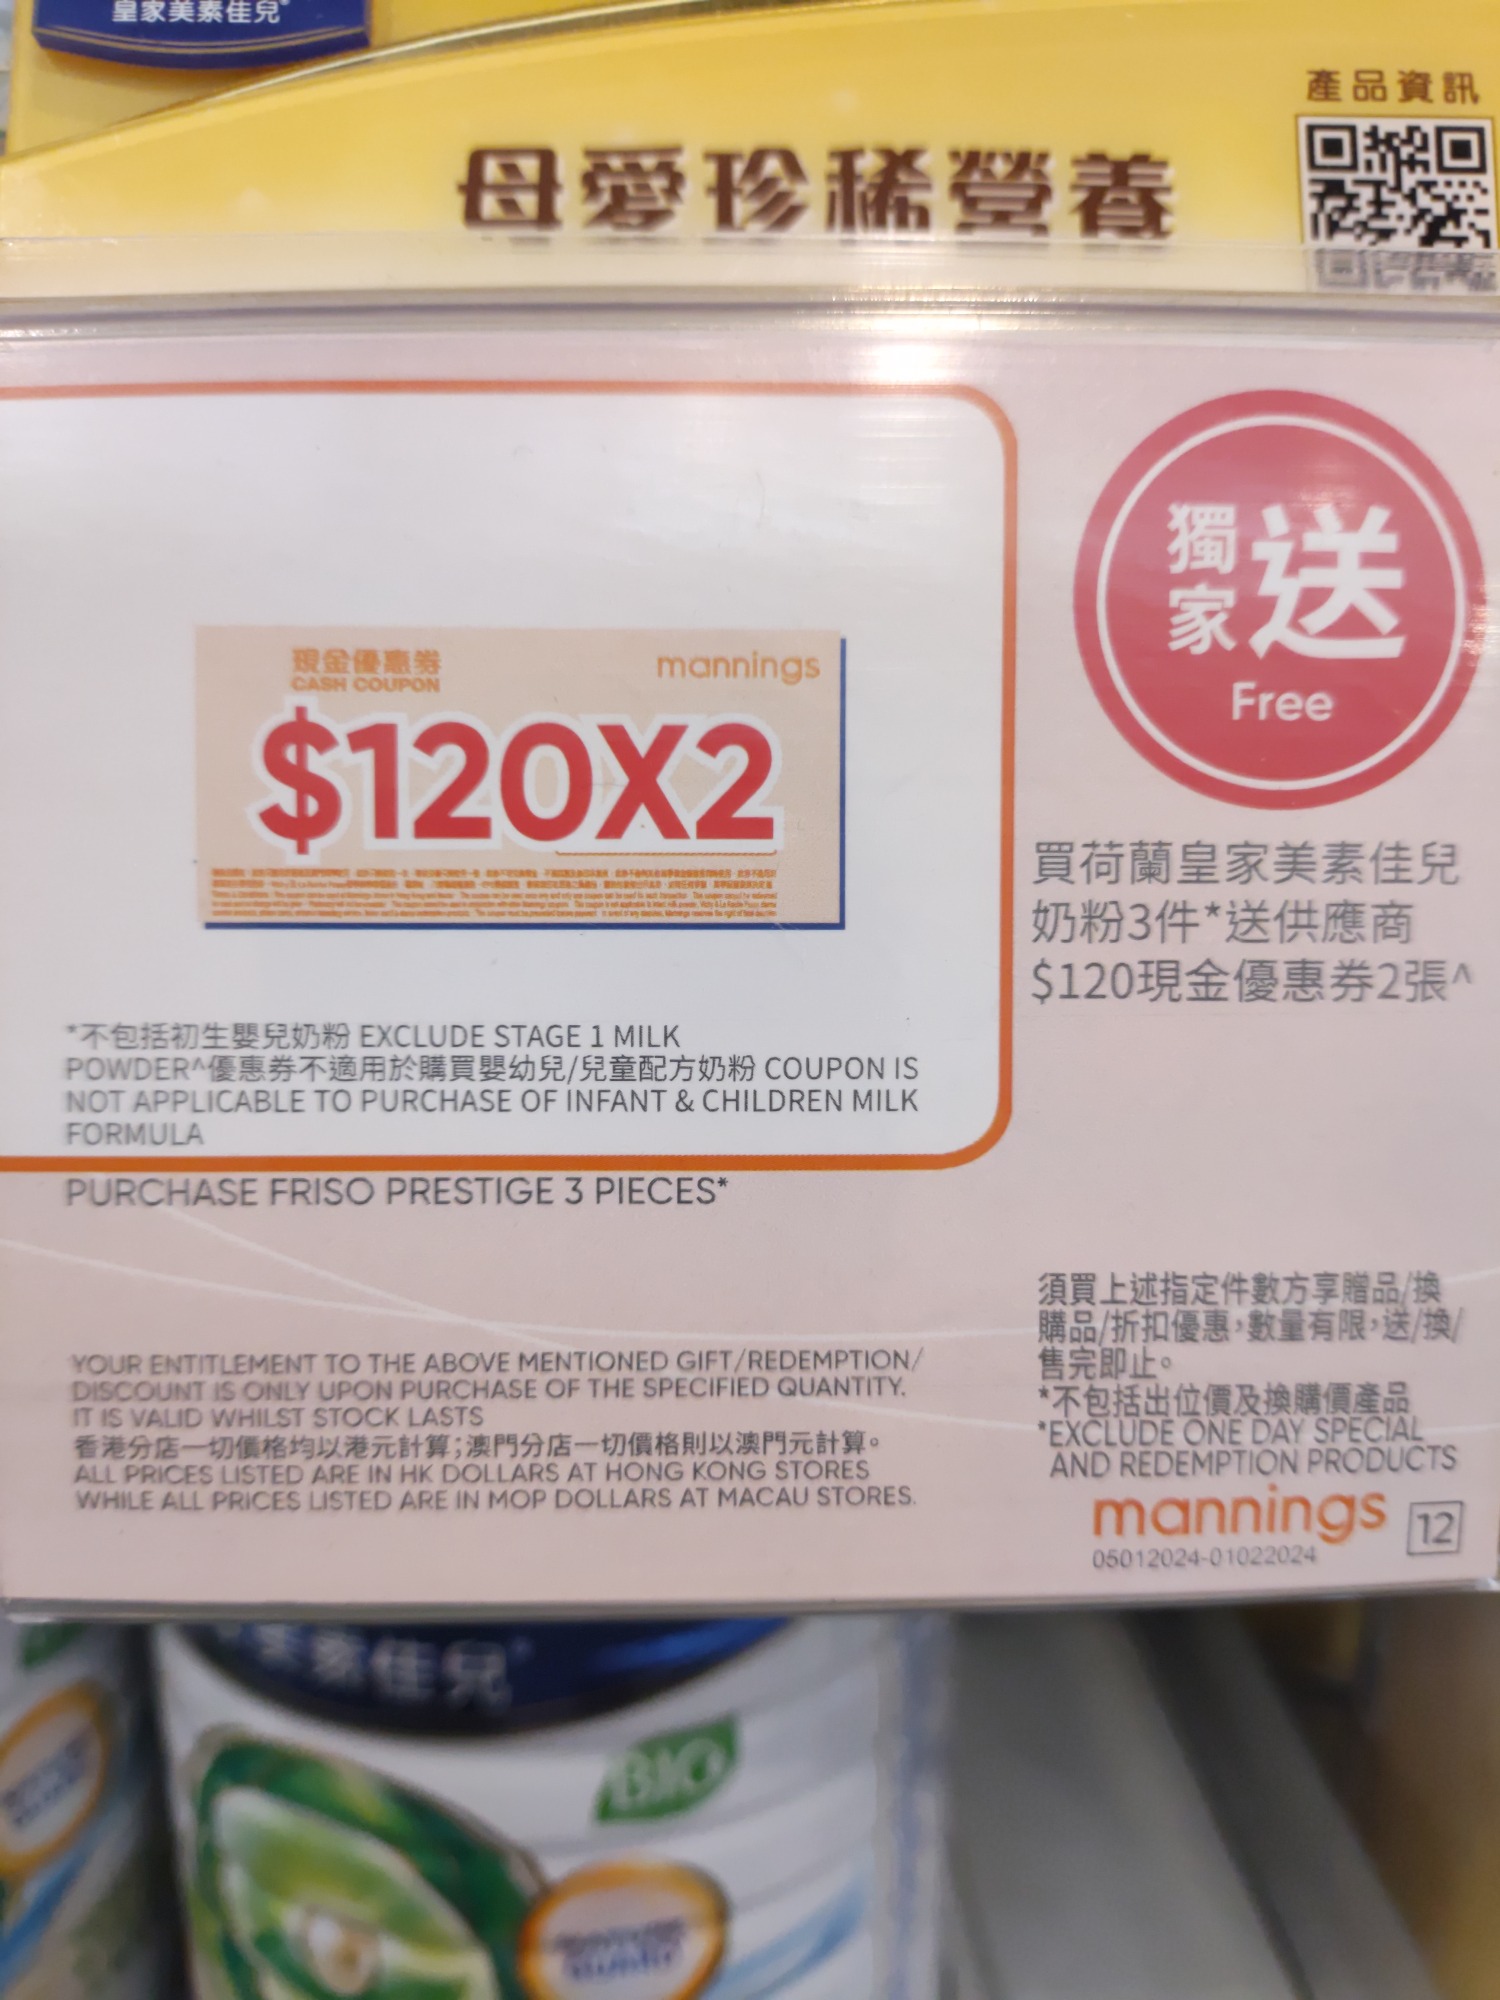 皇家美素佳兒
產品資訊
母愛珍稀營養
獨家送
Free
現金優惠券
CASH COUPON
mannings
$120X2
買荷蘭皇家美素佳兒
奶粉3件*送供應商
$120現金優惠券2張^
*不包括初生嬰兒奶粉 EXCLUDE STAGE 1 MILK
POWDER^優惠券不適用於購買嬰幼兒/兒童配方奶粉 COUPON IS
NOT APPLICABLE TO PURCHASE OF INFANT & CHILDREN MILK
FORMULA
PURCHASE FRISO PRESTIGE 3 PIECES*
YOUR ENTITLEMENT TO THE ABOVE MENTIONED GIFT/REDEMPTION/
DISCOUNT IS ONLY UPON PURCHASE OF THE SPECIFIED QUANTITY.
IT IS VALID WHILST STOCK LASTS
香港分店一切價格均以港元計算;澳門分店一切價格則以澳門元計算。
ALL PRICES LISTED ARE IN HK DOLLARS AT HONG KONG STORES
WHILE ALL PRICES LISTED ARE IN MOP DOLLARS AT MACAU STORES.
須買上述指定件數方享贈品/換
購品/折扣優惠,數量有限,送/換/
售完即止。
*不包括出位價及換購價產品
*EXCLUDE ONE DAY SPECIAL
AND REDEMPTION PRODUCTS
mannings 12
05012024-01022024
美素佳兒
BIO